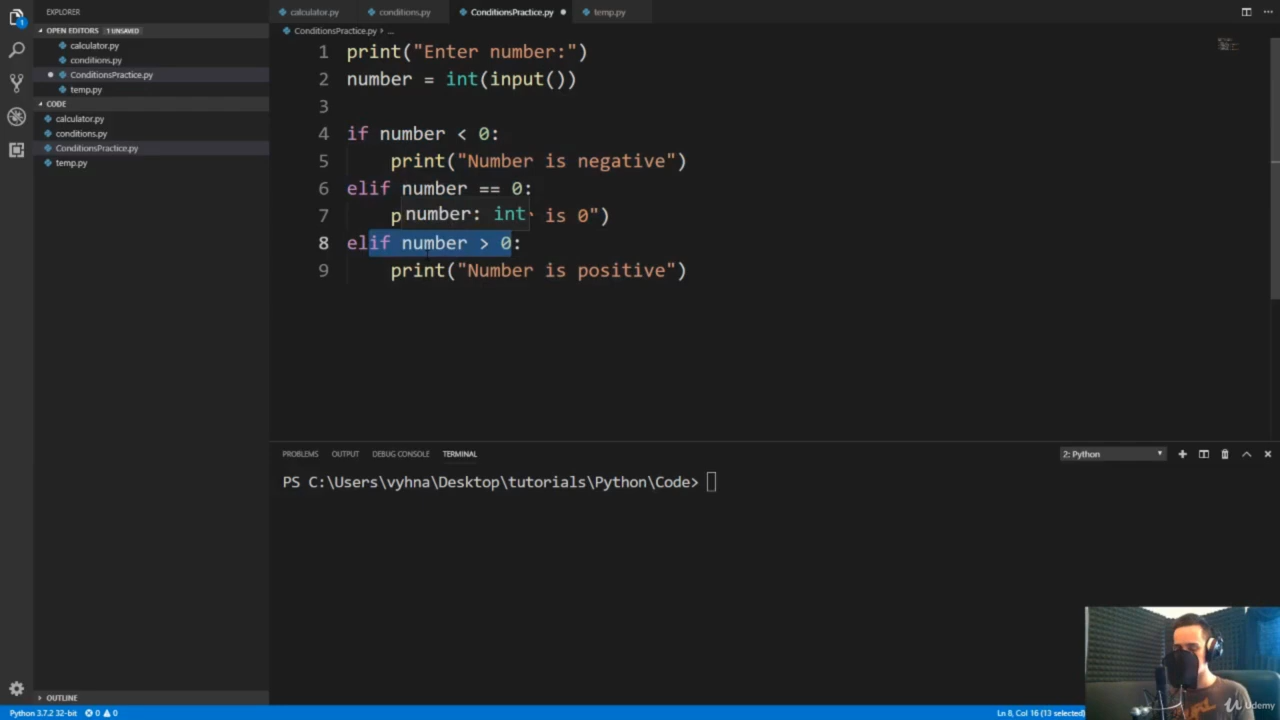 EXPLORER
OPEN EDITORS 1 UNSAVED
calculator.py
conditions.py
ConditionsPractice.py
temp.py
CODE
calculator.py
conditions.py
ConditionsPractice.py
temp.py
OUTLINE
calculator.py conditions.py ConditionsPractice.py temp.py
ConditionsPractice.py > ...
1 print("Enter number:")
2 number = int(input())
3
4 if number < 0:
5 print("Number is negative")
6 elif number == 0:
number: int
7 p is 0")
8 elif number > 0:
9 print("Number is positive")
PROBLEMS OUTPUT DEBUG CONSOLE TERMINAL 2: Python
PS C:\Users\vyhna\Desktop\tutorials\Python\Code>
Udemy
Python 3.7.2 32-bit 0 0 Ln 8, Col 16 (13 selected)